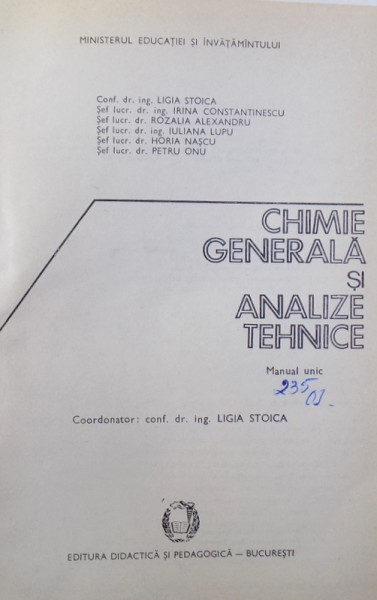 MINISTERUL EDUCAȚIEI ȘI ÎNVĂȚĂMÎNTULUI
Conf. dr. ing. LIGIA STOICA
Șef lucr. dr. ing. IRINA CONSTANTINESCU
Șef lucr. dr. ROZALIA ALEXANDRU
Șef lucr. dr. ing. IULIANA LUPU
Șef lucr. dr. HORIA NAȘCU
Șef lucr. dr. PETRU ONU
CHIMIE
GENERALĂ
ȘI
ANALIZE
TEHNICE
Manual unic
235
01.
Coordonator: conf. dr. ing. LIGIA STOICA
EDITURA DIDACTICĂ ȘI PEDAGOGICĂ – BUCUREȘTI